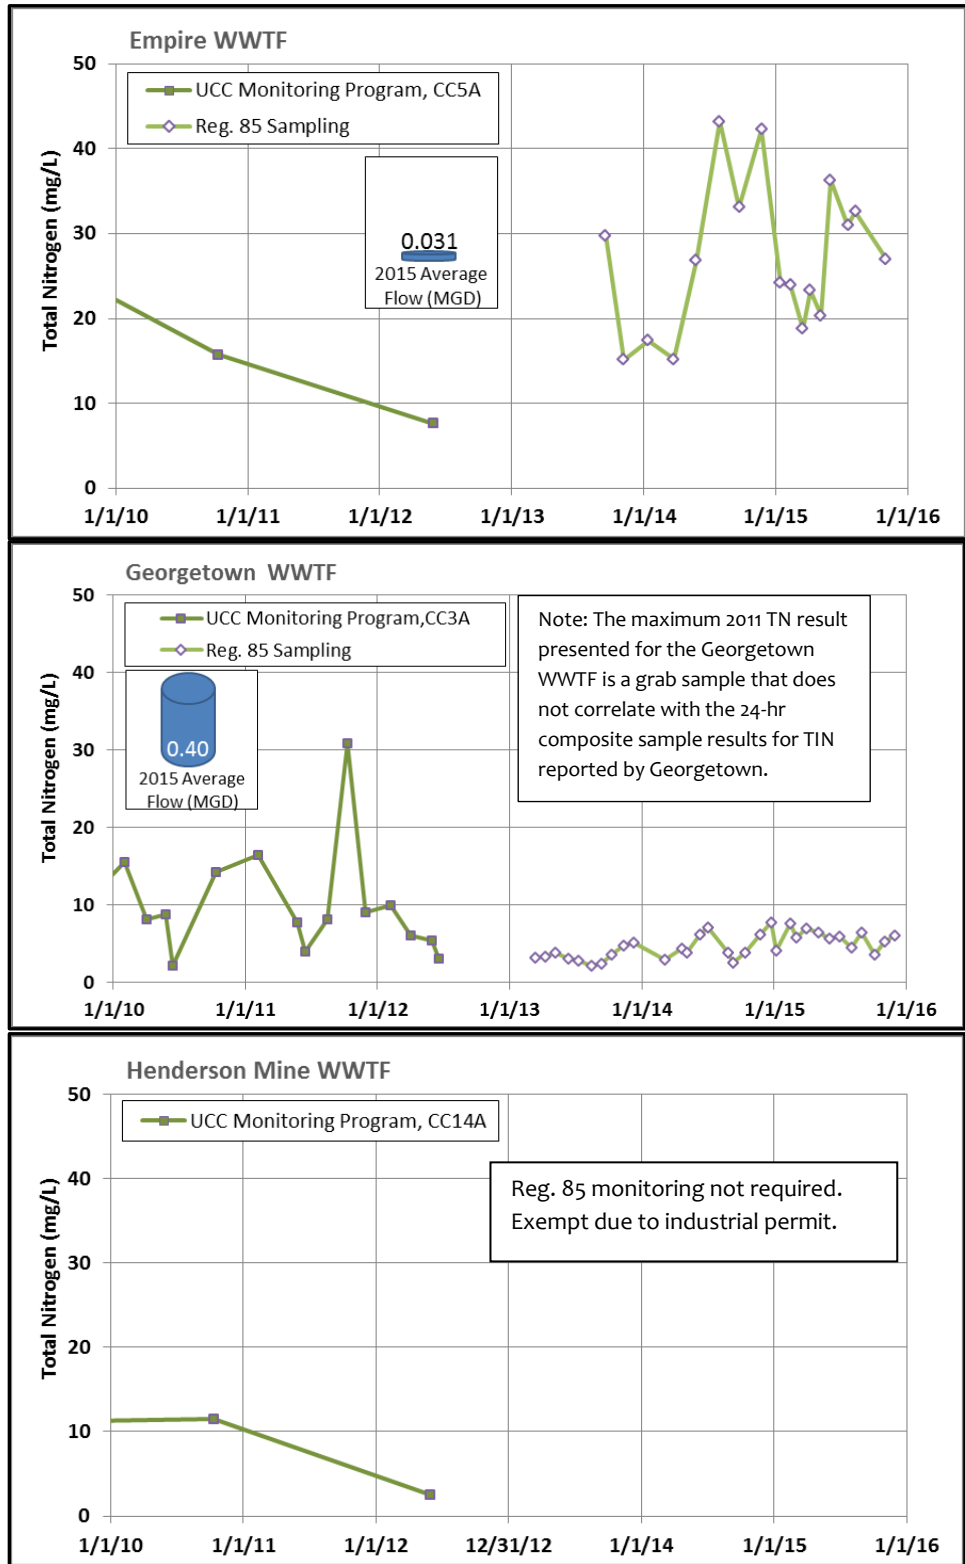 Empire WWTF
Total Nitrogen (mg/L)
50
40
30
20
10
0
UCC Monitoring Program, CC5A
Reg. 85 Sampling
0.031
2015 Average
Flow (MGD)
1/1/10 1/1/11 1/1/12 1/1/13 1/1/14 1/1/15 1/1/16
Georgetown WWTF
Total Nitrogen (mg/L)
50
40
30
20
10
0
UCC Monitoring Program,CC3A
Reg. 85 Sampling
0.40
2015 Average
Flow (MGD)
Note: The maximum 2011 TN result
presented for the Georgetown
WWTF is a grab sample that does
not correlate with the 24-hr
composite sample results for TIN
reported by Georgetown.
1/1/10 1/1/11 1/1/12 1/1/13 1/1/14 1/1/15 1/1/16
Henderson Mine WWTF
Total Nitrogen (mg/L)
50
40
30
20
10
0
UCC Monitoring Program, CC14A
Reg. 85 monitoring not required.
Exempt due to industrial permit.
1/1/10 1/1/11 1/1/12 12/31/12 1/1/14 1/1/15 1/1/16